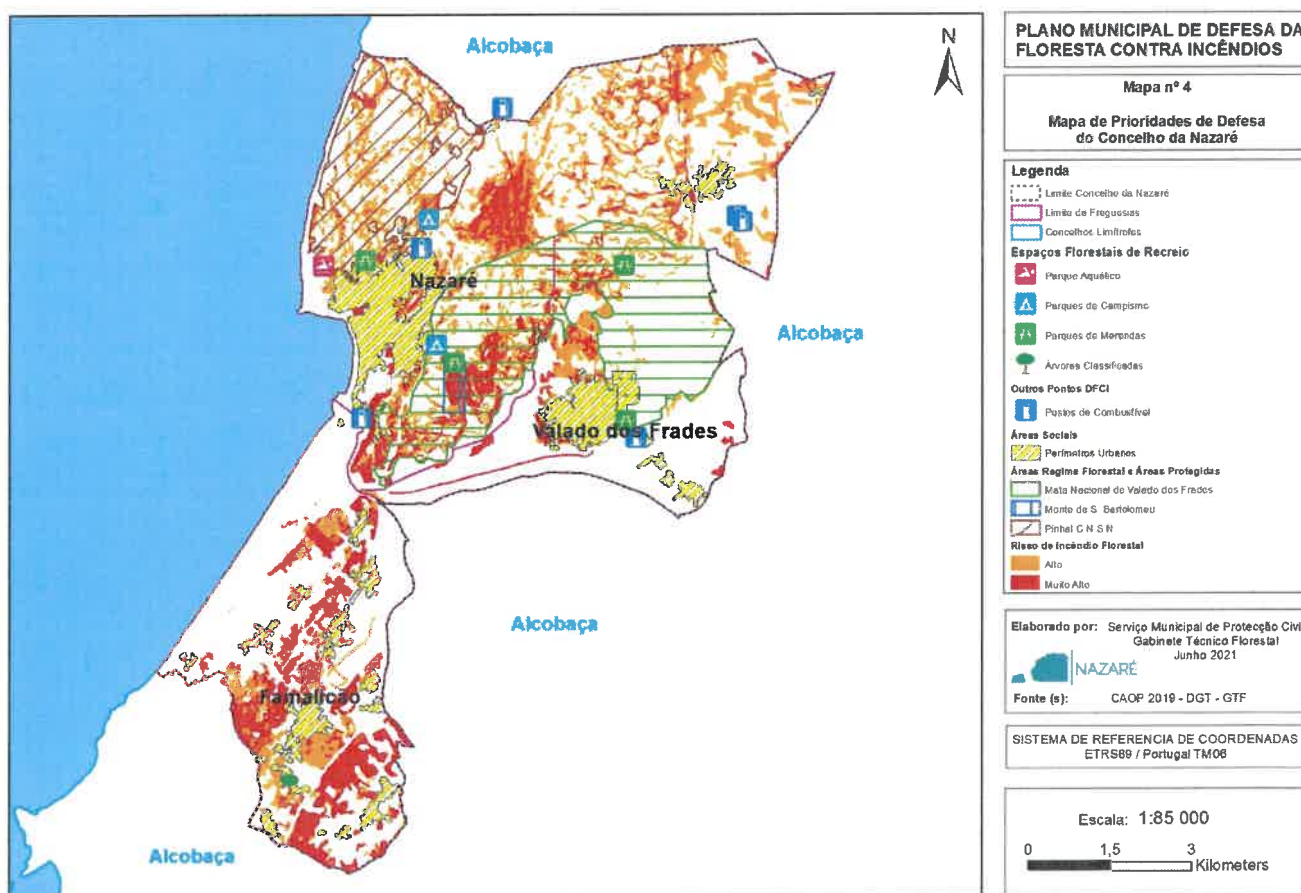 Alcobaça
N
Nazaré
Alcobaça
Valado dos Frades
Alcobaça
Famalicão
Alcobaça
PLANO MUNICIPAL DE DEFESA DA
FLORESTA CONTRA INCÊNDIOS
Mapa nº 4
Mapa de Prioridades de Defesa
do Concelho da Nazaré
Legenda
Limite Concelho da Nazaré
Limite de Freguesias
Concelhos Limítrofes
Espaços Florestais de Recreio
Parque Aquático
Parques de Campismo
Parques de Merendas
Árvores Classificadas
Outros Pontos DFCI
Postos de Combustível
Áreas Sociais
Perímetros Urbanos
Áreas Regime Florestal e Áreas Protegidas
Mata Nacional de Valado dos Frades
Monte de S. Bartolomeu
Pinhal C N S N
Risco de Incêndio Florestal
Alto
Muito Alto
Elaborado por: Serviço Municipal de Protecção Civi
Gabinete Técnico Florestal
Junho 2021
NAZARÉ
Fonte (s): CAOP 2019 - DGT - GTF
SISTEMA DE REFERENCIA DE COORDENADAS
ETRS89 / Portugal TM06
Escala: 1:85 000
0 1,5 3
Kilometers